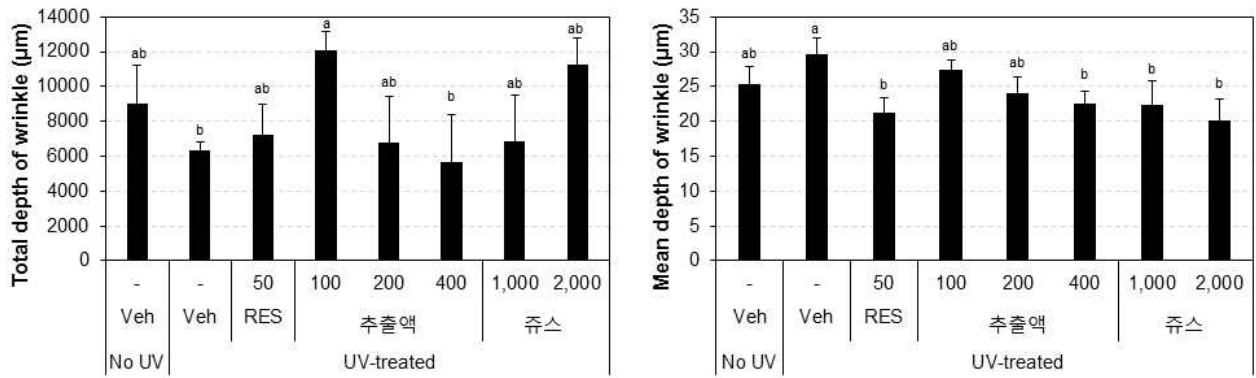 Total depth of wrinkle (μm)
14000
12000
10000
8000
6000
4000
2000
0
ab
b
ab
a
ab
b
ab
ab
- - 50 100 200 400 1,000 2,000
Veh Veh RES 추출액 쥬스
No UV UV-treated
Mean depth of wrinkle (μm)
35
30
25
20
15
10
5
0
ab
a
b
ab
ab
b
b
b
- - 50 100 200 400 1,000 2,000
Veh Veh RES 추출액 쥬스
No UV UV-treated